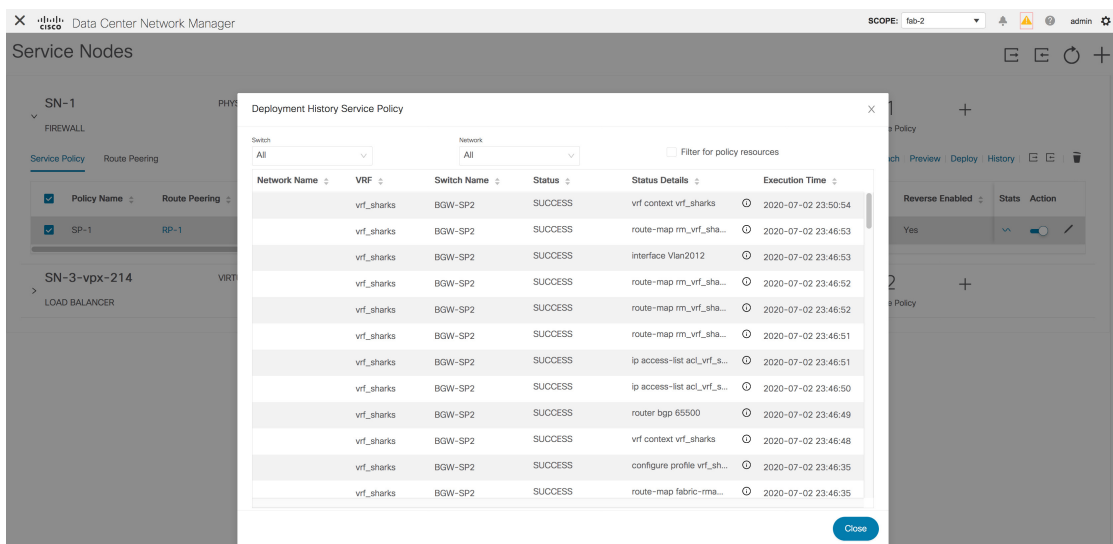 CISCO Data Center Network Manager SCOPE: fab-2 admin
Service Nodes
SN-1 PHYS
FIREWALL
Service Policy Route Peering
Policy Name Route Peering
SP-1 RP-1
SN-3-vpx-214 VIRT
LOAD BALANCER
Deployment History Service Policy
Switch Network
All All Filter for policy resources
Network Name VRF Switch Name Status Status Details Execution Time
vrf_sharks BGW-SP2 SUCCESS vrf context vrf_sharks 2020-07-02 23:50:54
vrf_sharks BGW-SP2 SUCCESS route-map rm_vrf_sha... 2020-07-02 23:46:53
vrf_sharks BGW-SP2 SUCCESS interface Vlan2012 2020-07-02 23:46:53
vrf_sharks BGW-SP2 SUCCESS route-map rm_vrf_sha... 2020-07-02 23:46:52
vrf_sharks BGW-SP2 SUCCESS route-map rm_vrf_sha... 2020-07-02 23:46:52
vrf_sharks BGW-SP2 SUCCESS route-map rm_vrf_sha... 2020-07-02 23:46:51
vrf_sharks BGW-SP2 SUCCESS ip access-list acl_vrf_s... 2020-07-02 23:46:51
vrf_sharks BGW-SP2 SUCCESS ip access-list acl_vrf_s... 2020-07-02 23:46:50
vrf_sharks BGW-SP2 SUCCESS router bgp 65500 2020-07-02 23:46:49
vrf_sharks BGW-SP2 SUCCESS vrf context vrf_sharks 2020-07-02 23:46:48
vrf_sharks BGW-SP2 SUCCESS configure profile vrf_sh... 2020-07-02 23:46:35
vrf_sharks BGW-SP2 SUCCESS route-map fabric-rma... 2020-07-02 23:46:35
Close
1
e Policy
ch Preview Deploy History
Reverse Enabled Stats Action
Yes
2
e Policy